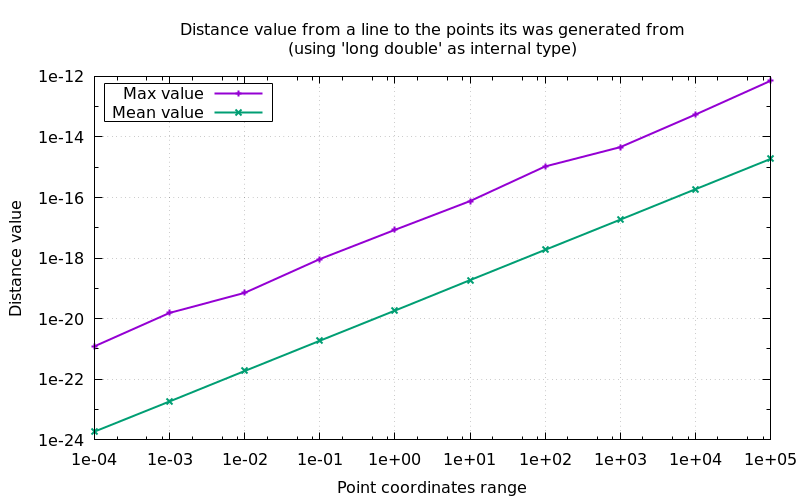 Distance value from a line to the points its was generated from
(using 'long double' as internal type)
Max value
Mean value
1e-12
1e-14
1e-16
1e-18
1e-20
1e-22
1e-24
Distance value
1e-04 1e-03 1e-02 1e-01 1e+00 1e+01 1e+02 1e+03 1e+04 1e+05
Point coordinates range